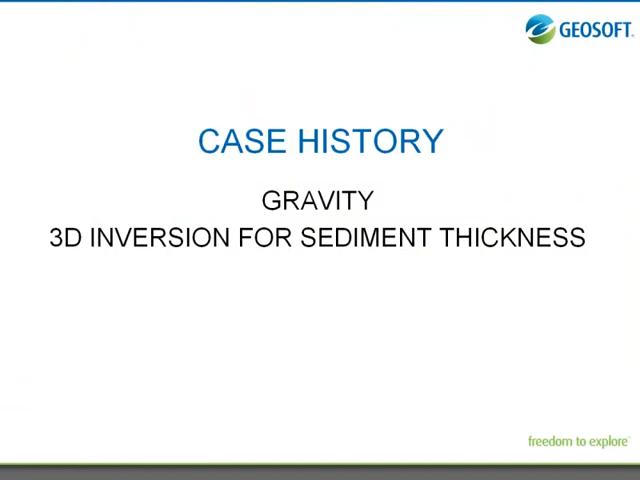 GEOSOFT
CASE HISTORY
GRAVITY
3D INVERSION FOR SEDIMENT THICKNESS
freedom to explore